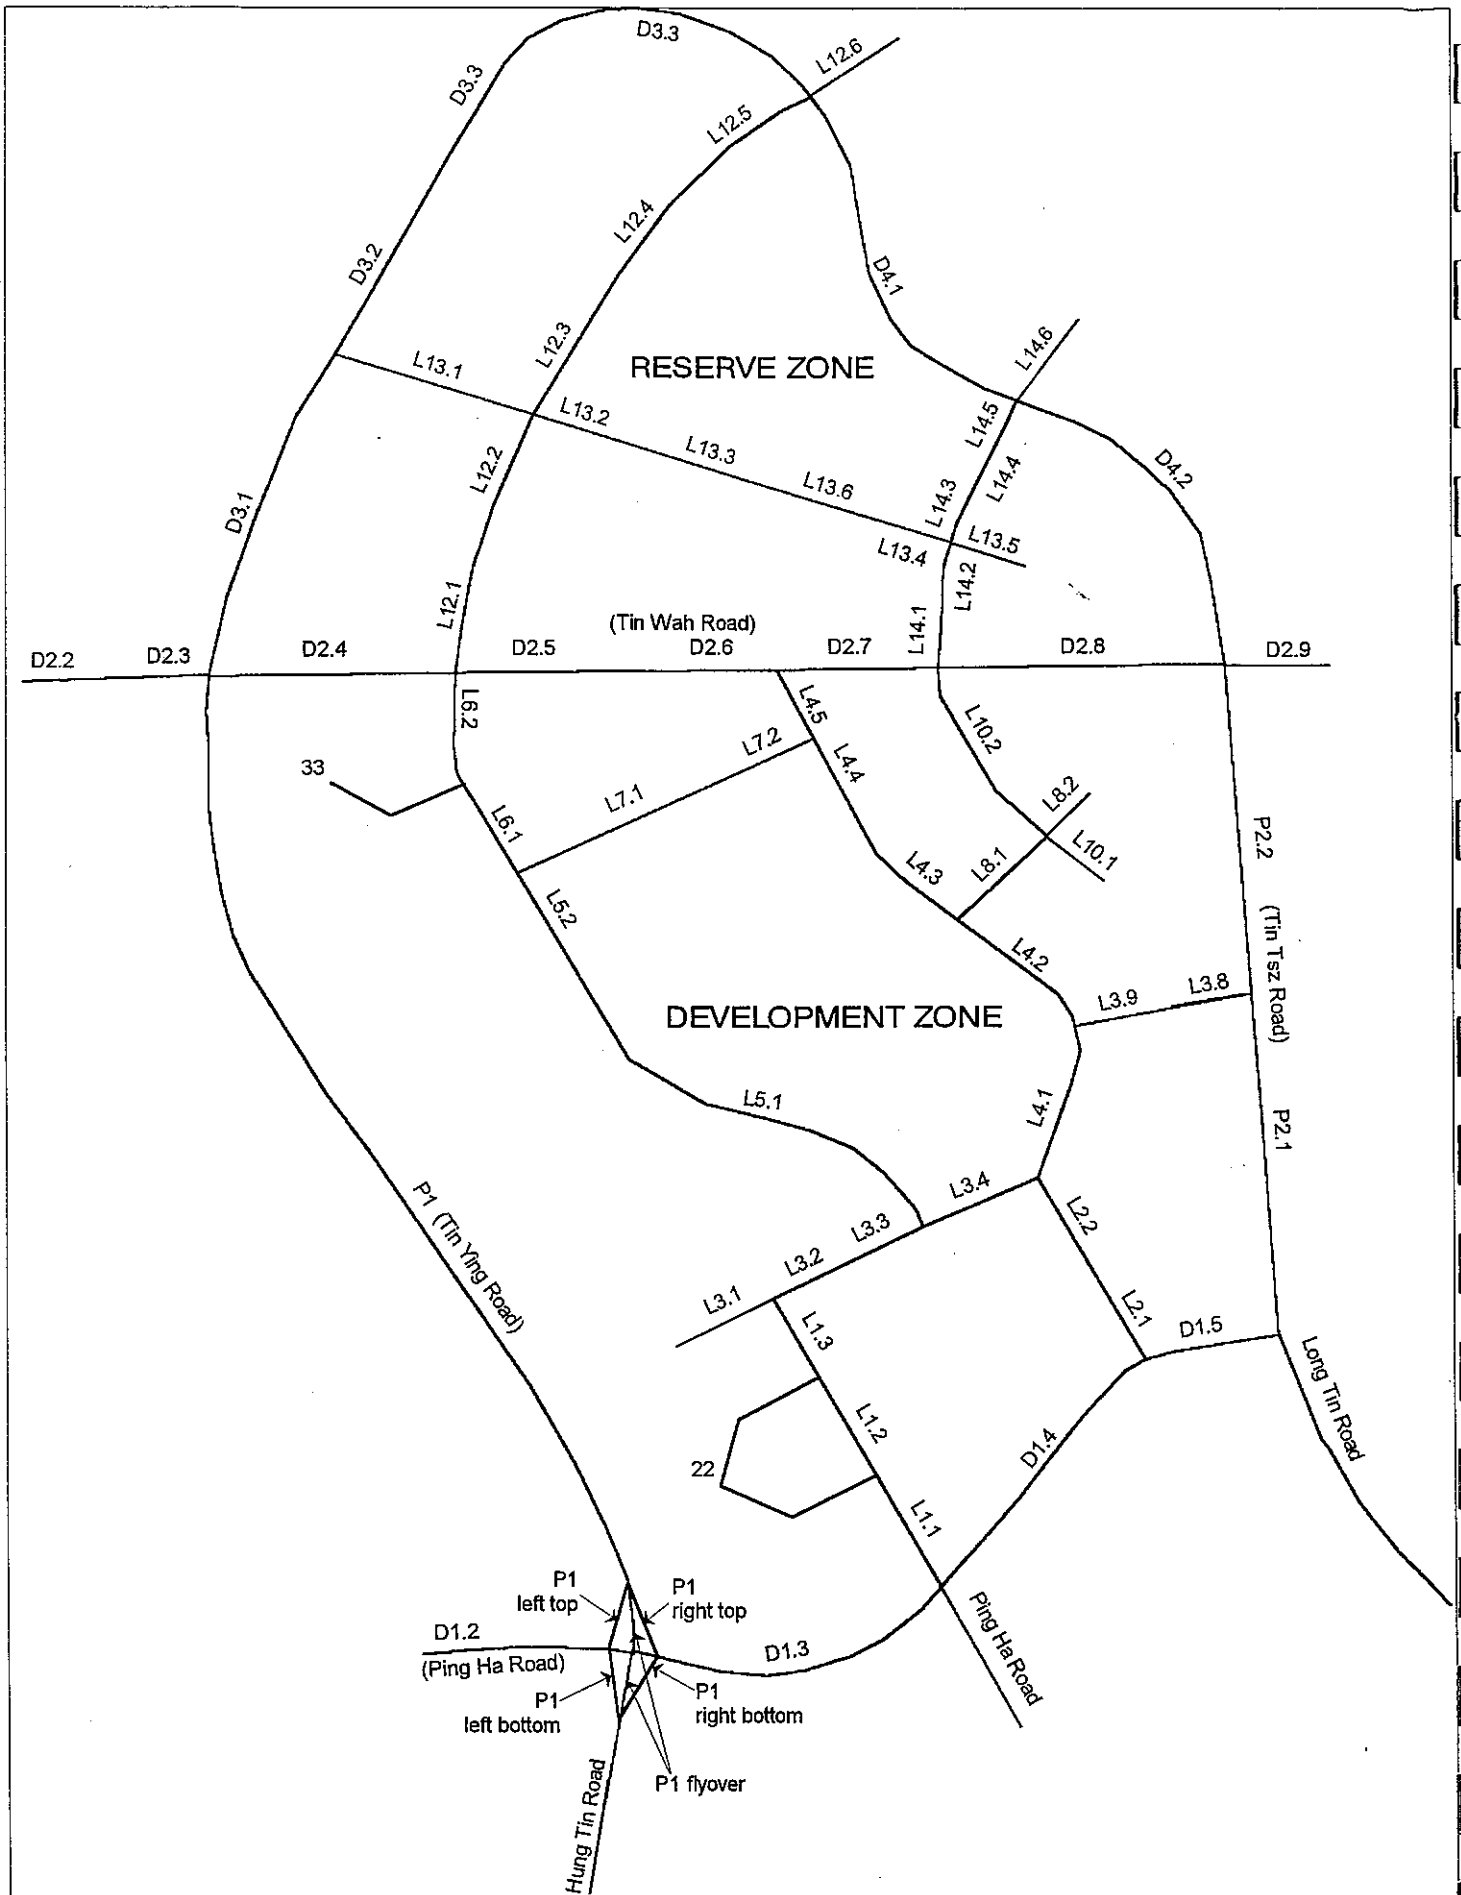 D3.3
L12.6
D3.3
L12.5
L12.4
D3.2
D4.1
L12.3
L14.6
L13.1
RESERVE ZONE
L13.2
L14.5
L13.3
L12.2
L14.4
D4.2
L13.6
L14.3
D3.1
L13.5
L13.4
L14.2
L12.1
(Tin Wah Road)
L14.1
D2.2
D2.3
D2.4
D2.5
D2.6
D2.7
D2.8
D2.9
L6.2
L4.5
L10.2
L7.2
L4.4
33
L8.2
L7.1
L6.1
P2.2
L10.1
L8.1
L4.3
L5.2
(Tin Tsz Road)
L4.2
L3.8
L3.9
DEVELOPMENT ZONE
L5.1
L4.1
P2.1
L3.4
P1 (Tin Ying Road)
L2.2
L3.3
L3.2
L3.1
L2.1
L1.3
D1.5
Long Tin Road
L1.2
D1.4
22
L1.1
P1
left top
P1
right top
Ping Ha Road
D1.2
(Ping Ha Road)
D1.3
P1
left bottom
P1
right bottom
P1 flyover
Hung Tin Road